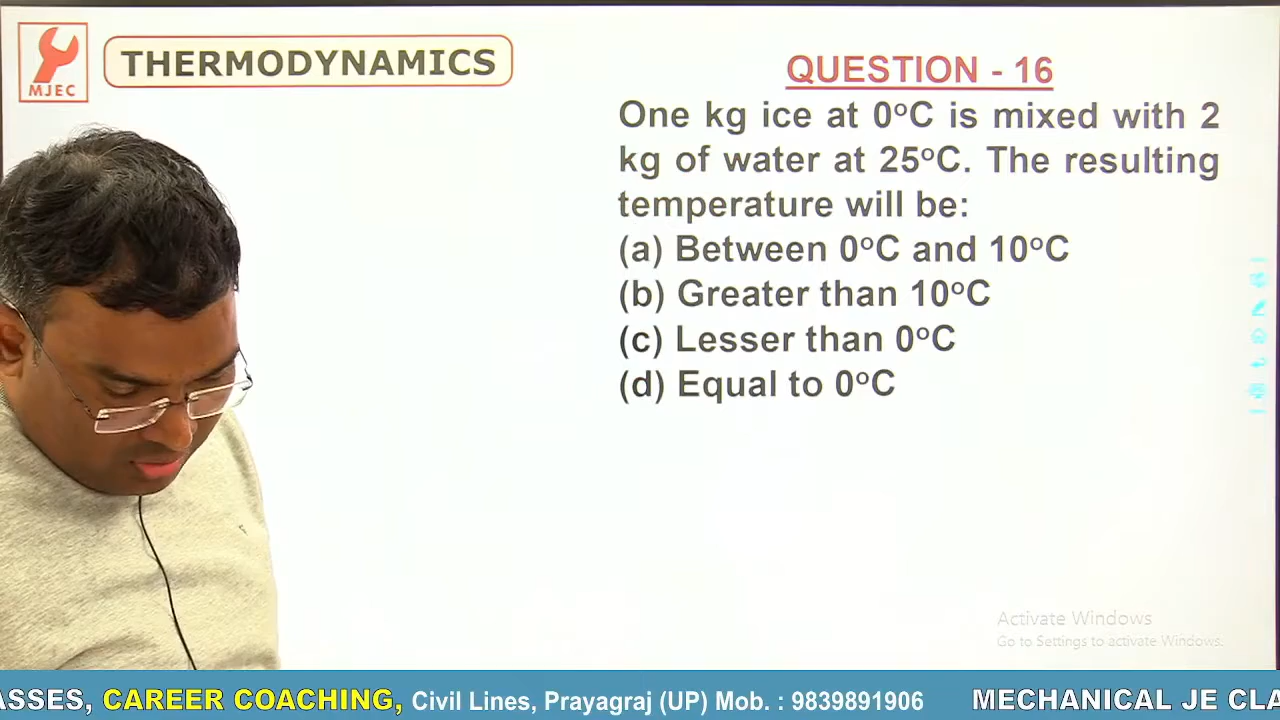 MJEC
THERMODYNAMICS
QUESTION - 16
One kg ice at 0°C is mixed with 2
kg of water at 25°C. The resulting
temperature will be:
(a) Between 0°C and 10°C
(b) Greater than 10°C
(c) Lesser than 0°C
(d) Equal to 0°C
Activate Windows
Go to Settings to activate Windows.
ASSES, CAREER COACHING, Civil Lines, Prayagraj (UP) Mob. : 9839891906 MECHANICAL JE CLA